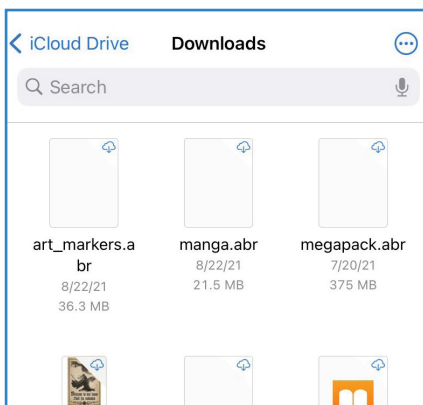 iCloud Drive
Downloads
Search
art_markers.a
br
8/22/21
36.3 MB
manga.abr
8/22/21
21.5 MB
megapack.abr
7/20/21
375 MB